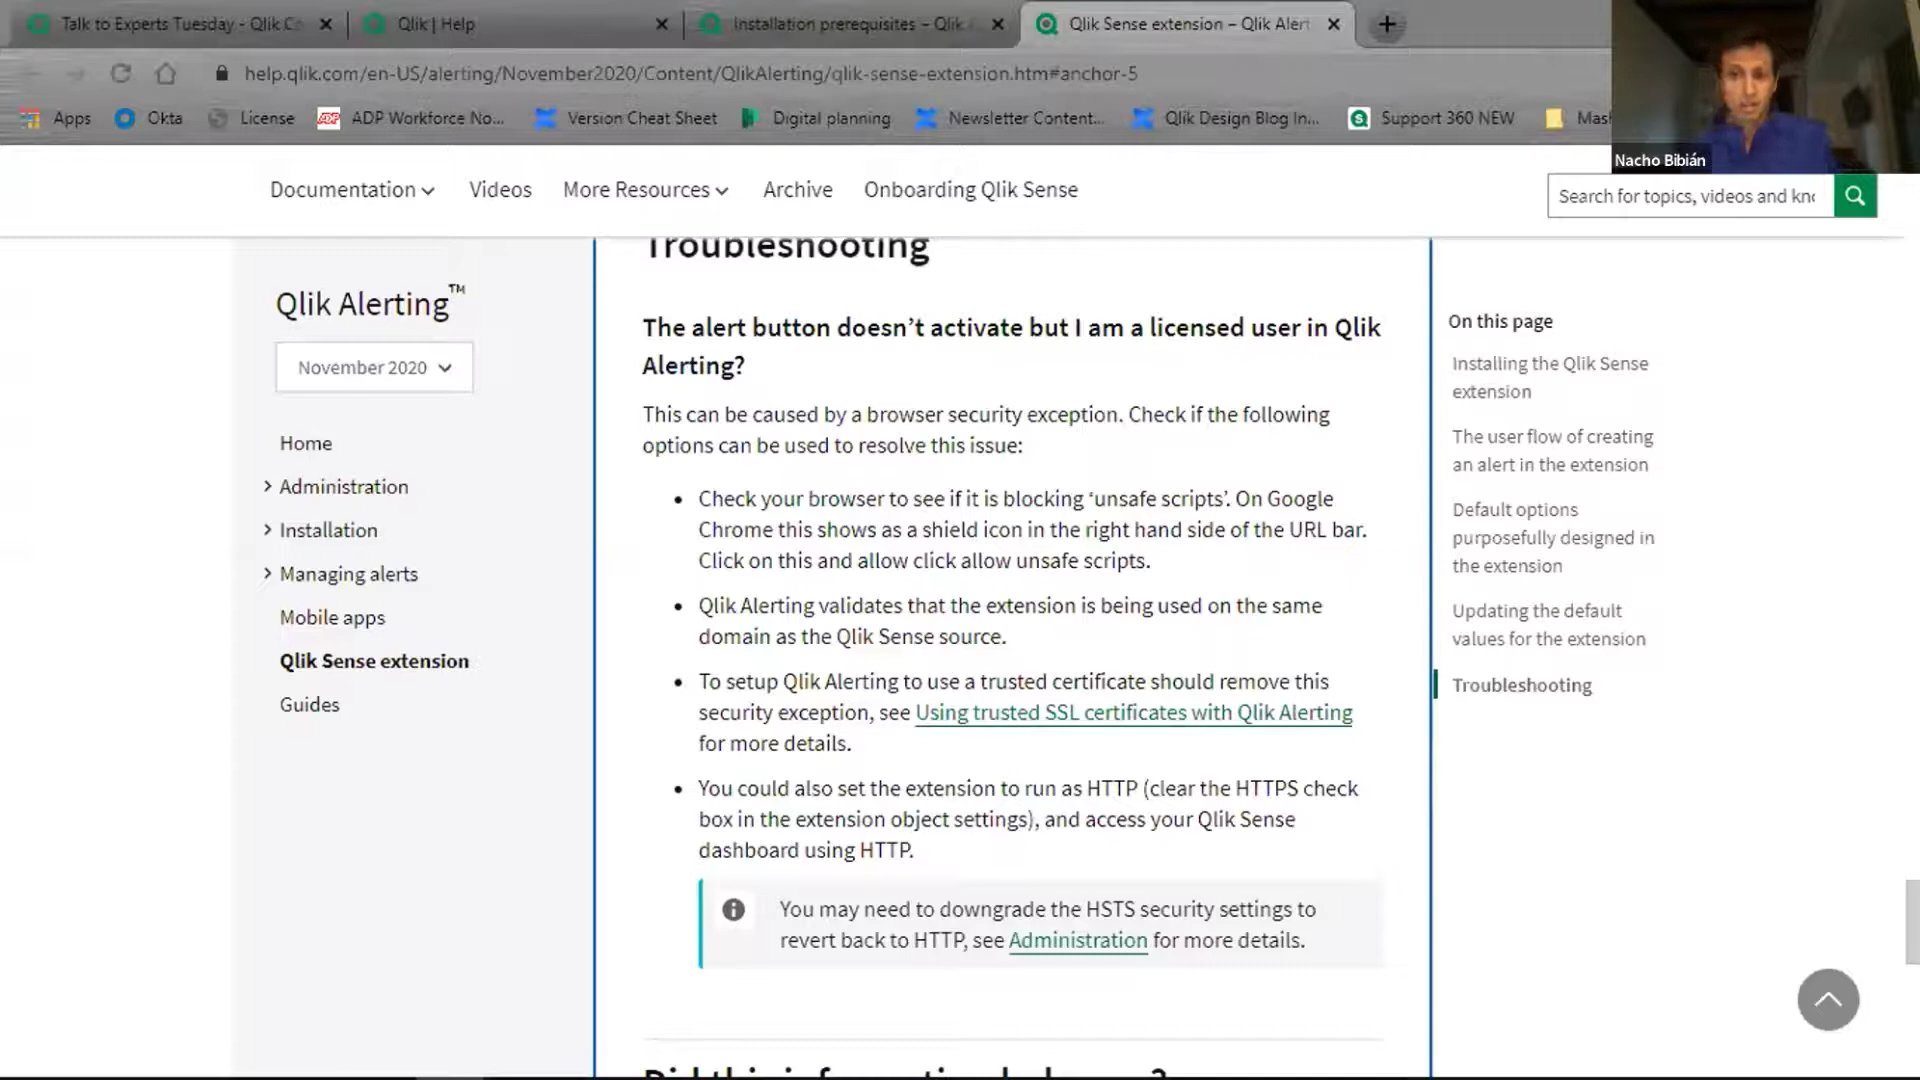 Talk to Experts Tuesday - Qlik Co
Qlik | Help
Installation prerequisites – Qlik
Qlik Sense extension – Qlik Alert
help.qlik.com/en-US/alerting/November2020/Content/QlikAlerting/qlik-sense-extension.htm#anchor-5
Apps
Okta
License
ADP Workforce No...
Version Cheat Sheet
Digital planning
Newsletter Content...
Qlik Design Blog In...
Support 360 NEW
Mash
Nacho Bibián
Documentation
Videos
More Resources
Archive
Onboarding Qlik Sense
Search for topics, videos and kno
Qlik Alerting™
November 2020
Home
Administration
Installation
Managing alerts
Mobile apps
Qlik Sense extension
Guides
Troubleshooting
The alert button doesn’t activate but I am a licensed user in Qlik
Alerting?
This can be caused by a browser security exception. Check if the following
options can be used to resolve this issue:
• Check your browser to see if it is blocking ‘unsafe scripts’. On Google
Chrome this shows as a shield icon in the right hand side of the URL bar.
Click on this and allow click allow unsafe scripts.
• Qlik Alerting validates that the extension is being used on the same
domain as the Qlik Sense source.
• To setup Qlik Alerting to use a trusted certificate should remove this
security exception, see Using trusted SSL certificates with Qlik Alerting
for more details.
• You could also set the extension to run as HTTP (clear the HTTPS check
box in the extension object settings), and access your Qlik Sense
dashboard using HTTP.
You may need to downgrade the HSTS security settings to
revert back to HTTP, see Administration for more details.
Did this information help you?
On this page
Installing the Qlik Sense
extension
The user flow of creating
an alert in the extension
Default options
purposefully designed in
the extension
Updating the default
values for the extension
Troubleshooting